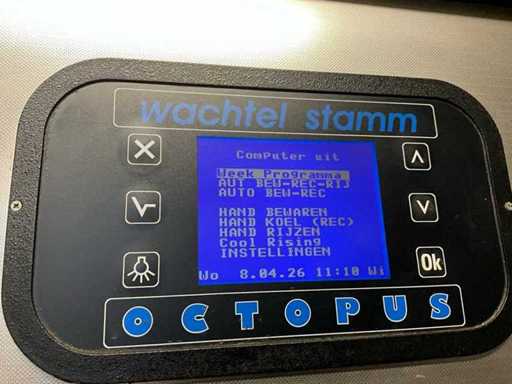 wachtel stamm
Computer uit
Week Programma
AUT BEW-REC-RIJ
AUTO BEW-REC
HAND BEWAREN
HAND KOEL (REC)
HAND RIJZEN
Cool Rising
INSTELLINGEN
Wo 8.04.26 11:10 Wi
Ok
OCTOPUS